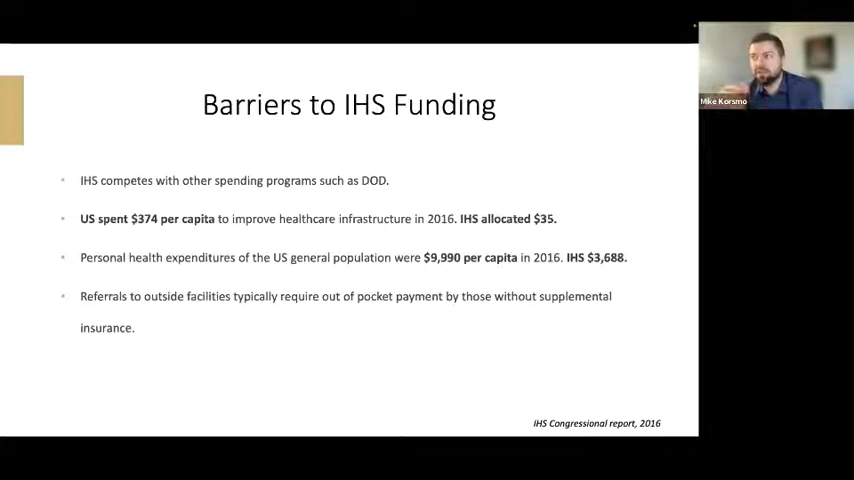 Barriers to IHS Funding
Mike Korsmo
• IHS competes with other spending programs such as DOD.
• US spent $374 per capita to improve healthcare infrastructure in 2016. IHS allocated $35.
• Personal health expenditures of the US general population were $9,990 per capita in 2016. IHS $3,688.
• Referrals to outside facilities typically require out of pocket payment by those without supplemental
insurance.
IHS Congressional report, 2016